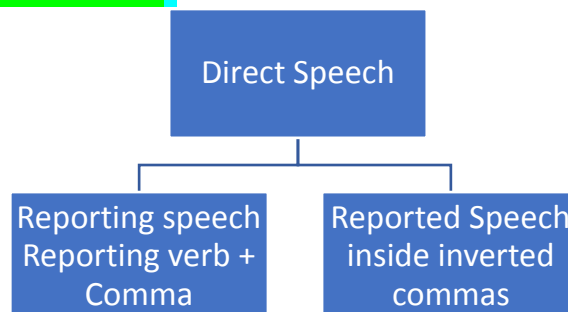 Direct Speech
Reporting speech
Reporting verb +
Comma
Reported Speech
inside inverted
commas